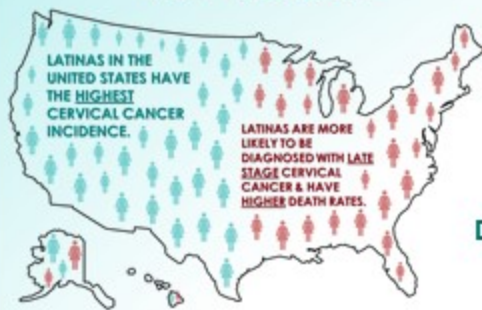 LATINAS IN THE
UNITED STATES HAVE
THE HIGHEST
CERVICAL CANCER
INCIDENCE.
LATINAS ARE MORE
LIKELY TO BE
DIAGNOSED WITH LATE
STAGE CERVICAL
CANCER & HAVE
HIGHER DEATH RATES.